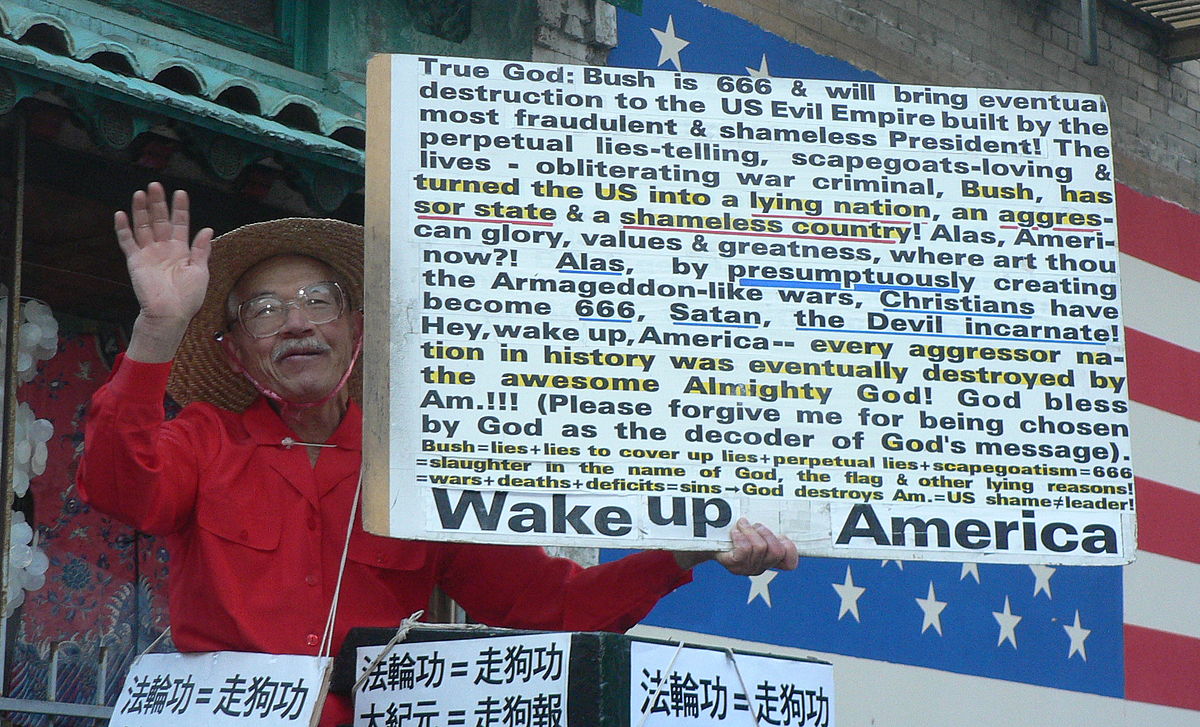 True God: Bush is 666 & will bring eventual
destruction to the US Evil Empire built by the
most fraudulent & shameless President! The
perpetual lies-telling, scapegoats-loving &
lives - obliterating war criminal, Bush, has
turned the US into a lying nation, an aggres-
sor state & a shameless country! Alas, Ameri-
can glory, values & greatness, where art thou
now?! Alas, by presumptuously creating
the Armageddon-like wars, Christians have
become 666, Satan, the Devil incarnate!
Hey, wake up, America-- every aggressor na-
tion in history was eventually destroyed by
the awesome Almighty God! God bless
Am.!!! (Please forgive me for being chosen
by God as the decoder of God's message).
Bush=lies+lies to cover up lies+perpetual lies+scapegoatism=666
=slaughter in the name of God, the flag & other lying reasons!
=wars+deaths+deficits=sins→God destroys Am.=US shame≠leader!
Wake up America
法輪功=走狗功
法輪功=走狗功
大紀元=走狗報
法輪功=走狗功